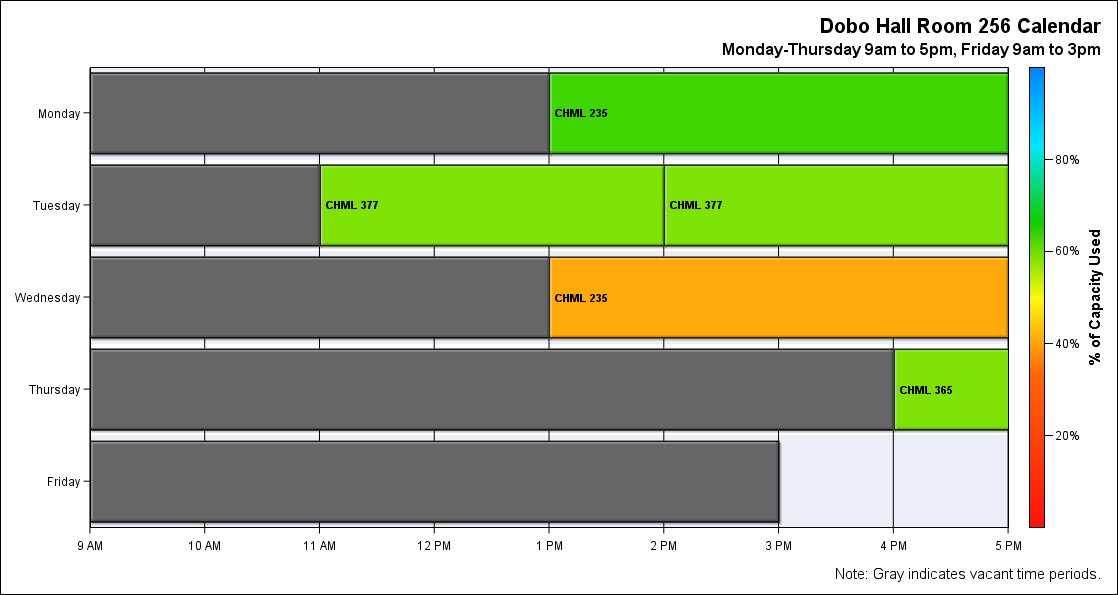 Dobo Hall Room 256 Calendar
Monday-Thursday 9am to 5pm, Friday 9am to 3pm
Monday
CHML 235
Tuesday
CHML 377
CHML 377
Wednesday
CHML 235
Thursday
CHML 365
Friday
9 AM
10 AM
11 AM
12 PM
1 PM
2 PM
3 PM
4 PM
5 PM
80%
60%
40%
20%
% of Capacity Used
Note: Gray indicates vacant time periods.